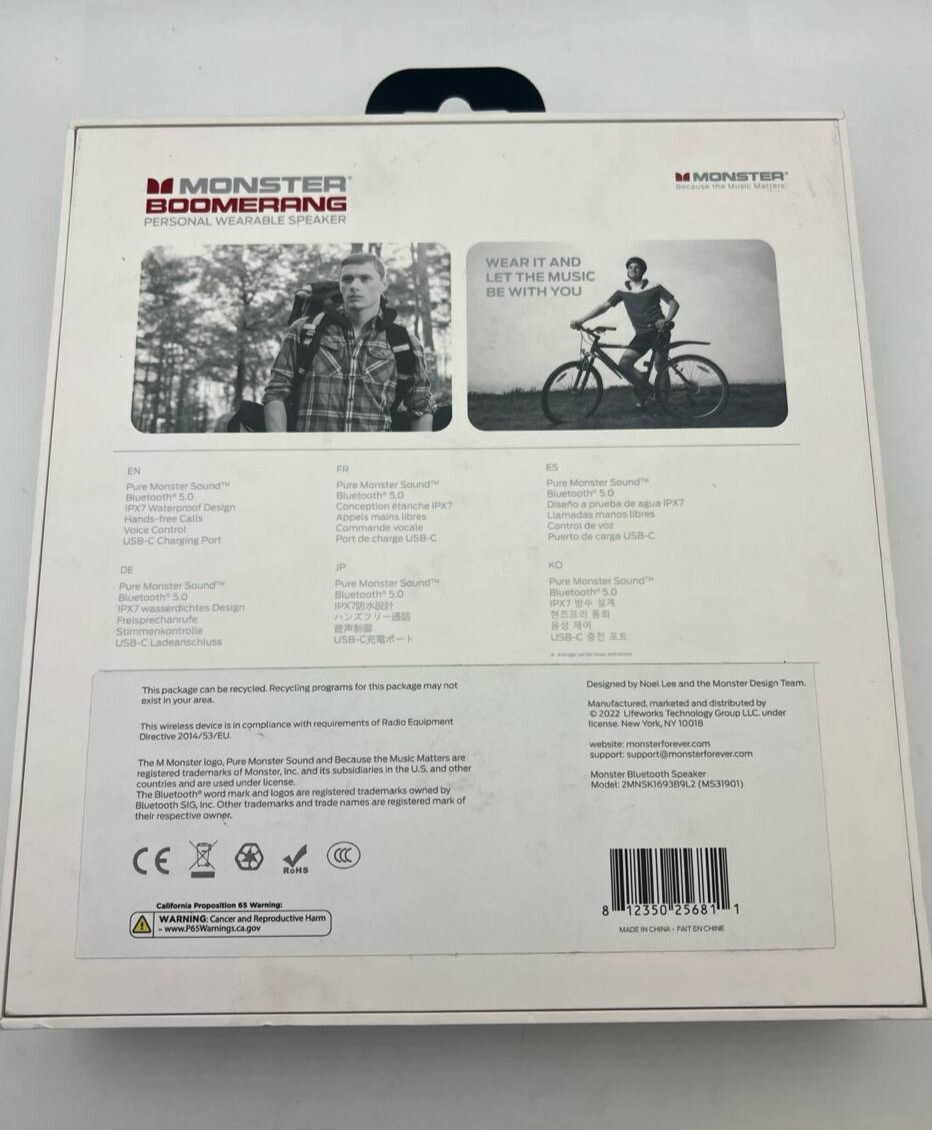 MONSTER®
BOOMERANG
PERSONAL WEARABLE SPEAKER
MONSTER®
Because the Music Matters®
WEAR IT AND
LET THE MUSIC
BE WITH YOU
EN
Pure Monster Sound™
Bluetooth® 5.0
IPX7 Waterproof Design
Hands-free Calls
Voice Control
USB-C Charging Port
FR
Pure Monster Sound™
Bluetooth® 5.0
Conception étanche IPX7
Appels mains libres
Commande vocale
Port de charge USB-C
ES
Pure Monster Sound™
Bluetooth® 5.0
Diseño a prueba de agua IPX7
Llamadas manos libres
Control de voz
Puerto de carga USB-C
DE
Pure Monster Sound™
Bluetooth® 5.0
IPX7 wasserdichtes Design
Freisprechanrufe
Stimmenkontrolle
USB-C Ladeanschluss
JP
Pure Monster Sound™
Bluetooth® 5.0
IPX7防水設計
ハンズフリー通話
音声制御
USB-C充電ポート
KO
Pure Monster Sound™
Bluetooth® 5.0
IPX7 방수 설계
핸즈프리 통화
음성 제어
USB-C 충전 포트
Average use for music and phone
This package can be recycled. Recycling programs for this package may not
exist in your area.
This wireless device is in compliance with requirements of Radio Equipment
Directive 2014/53/EU.
The M Monster logo, Pure Monster Sound and Because the Music Matters are
registered trademarks of Monster, Inc. and its subsidiaries in the U.S. and other
countries and are used under license.
The Bluetooth® word mark and logos are registered trademarks owned by
Bluetooth SIG, Inc. Other trademarks and trade names are registered mark of
their respective owner.
Designed by Noel Lee and the Monster Design Team.
Manufactured, marketed and distributed by
© 2022 Lifeworks Technology Group LLC. under
license. New York, NY 10018
website: monsterforever.com
support: support@monsterforever.com
Monster Bluetooth Speaker
Model: 2MNSK1693B9L2 (MS31901)
CE
RoHS
CCC
California Proposition 65 Warning:
WARNING: Cancer and Reproductive Harm
- www.P65Warnings.ca.gov
8 12350 25681 1
MADE IN CHINA • FAIT EN CHINE